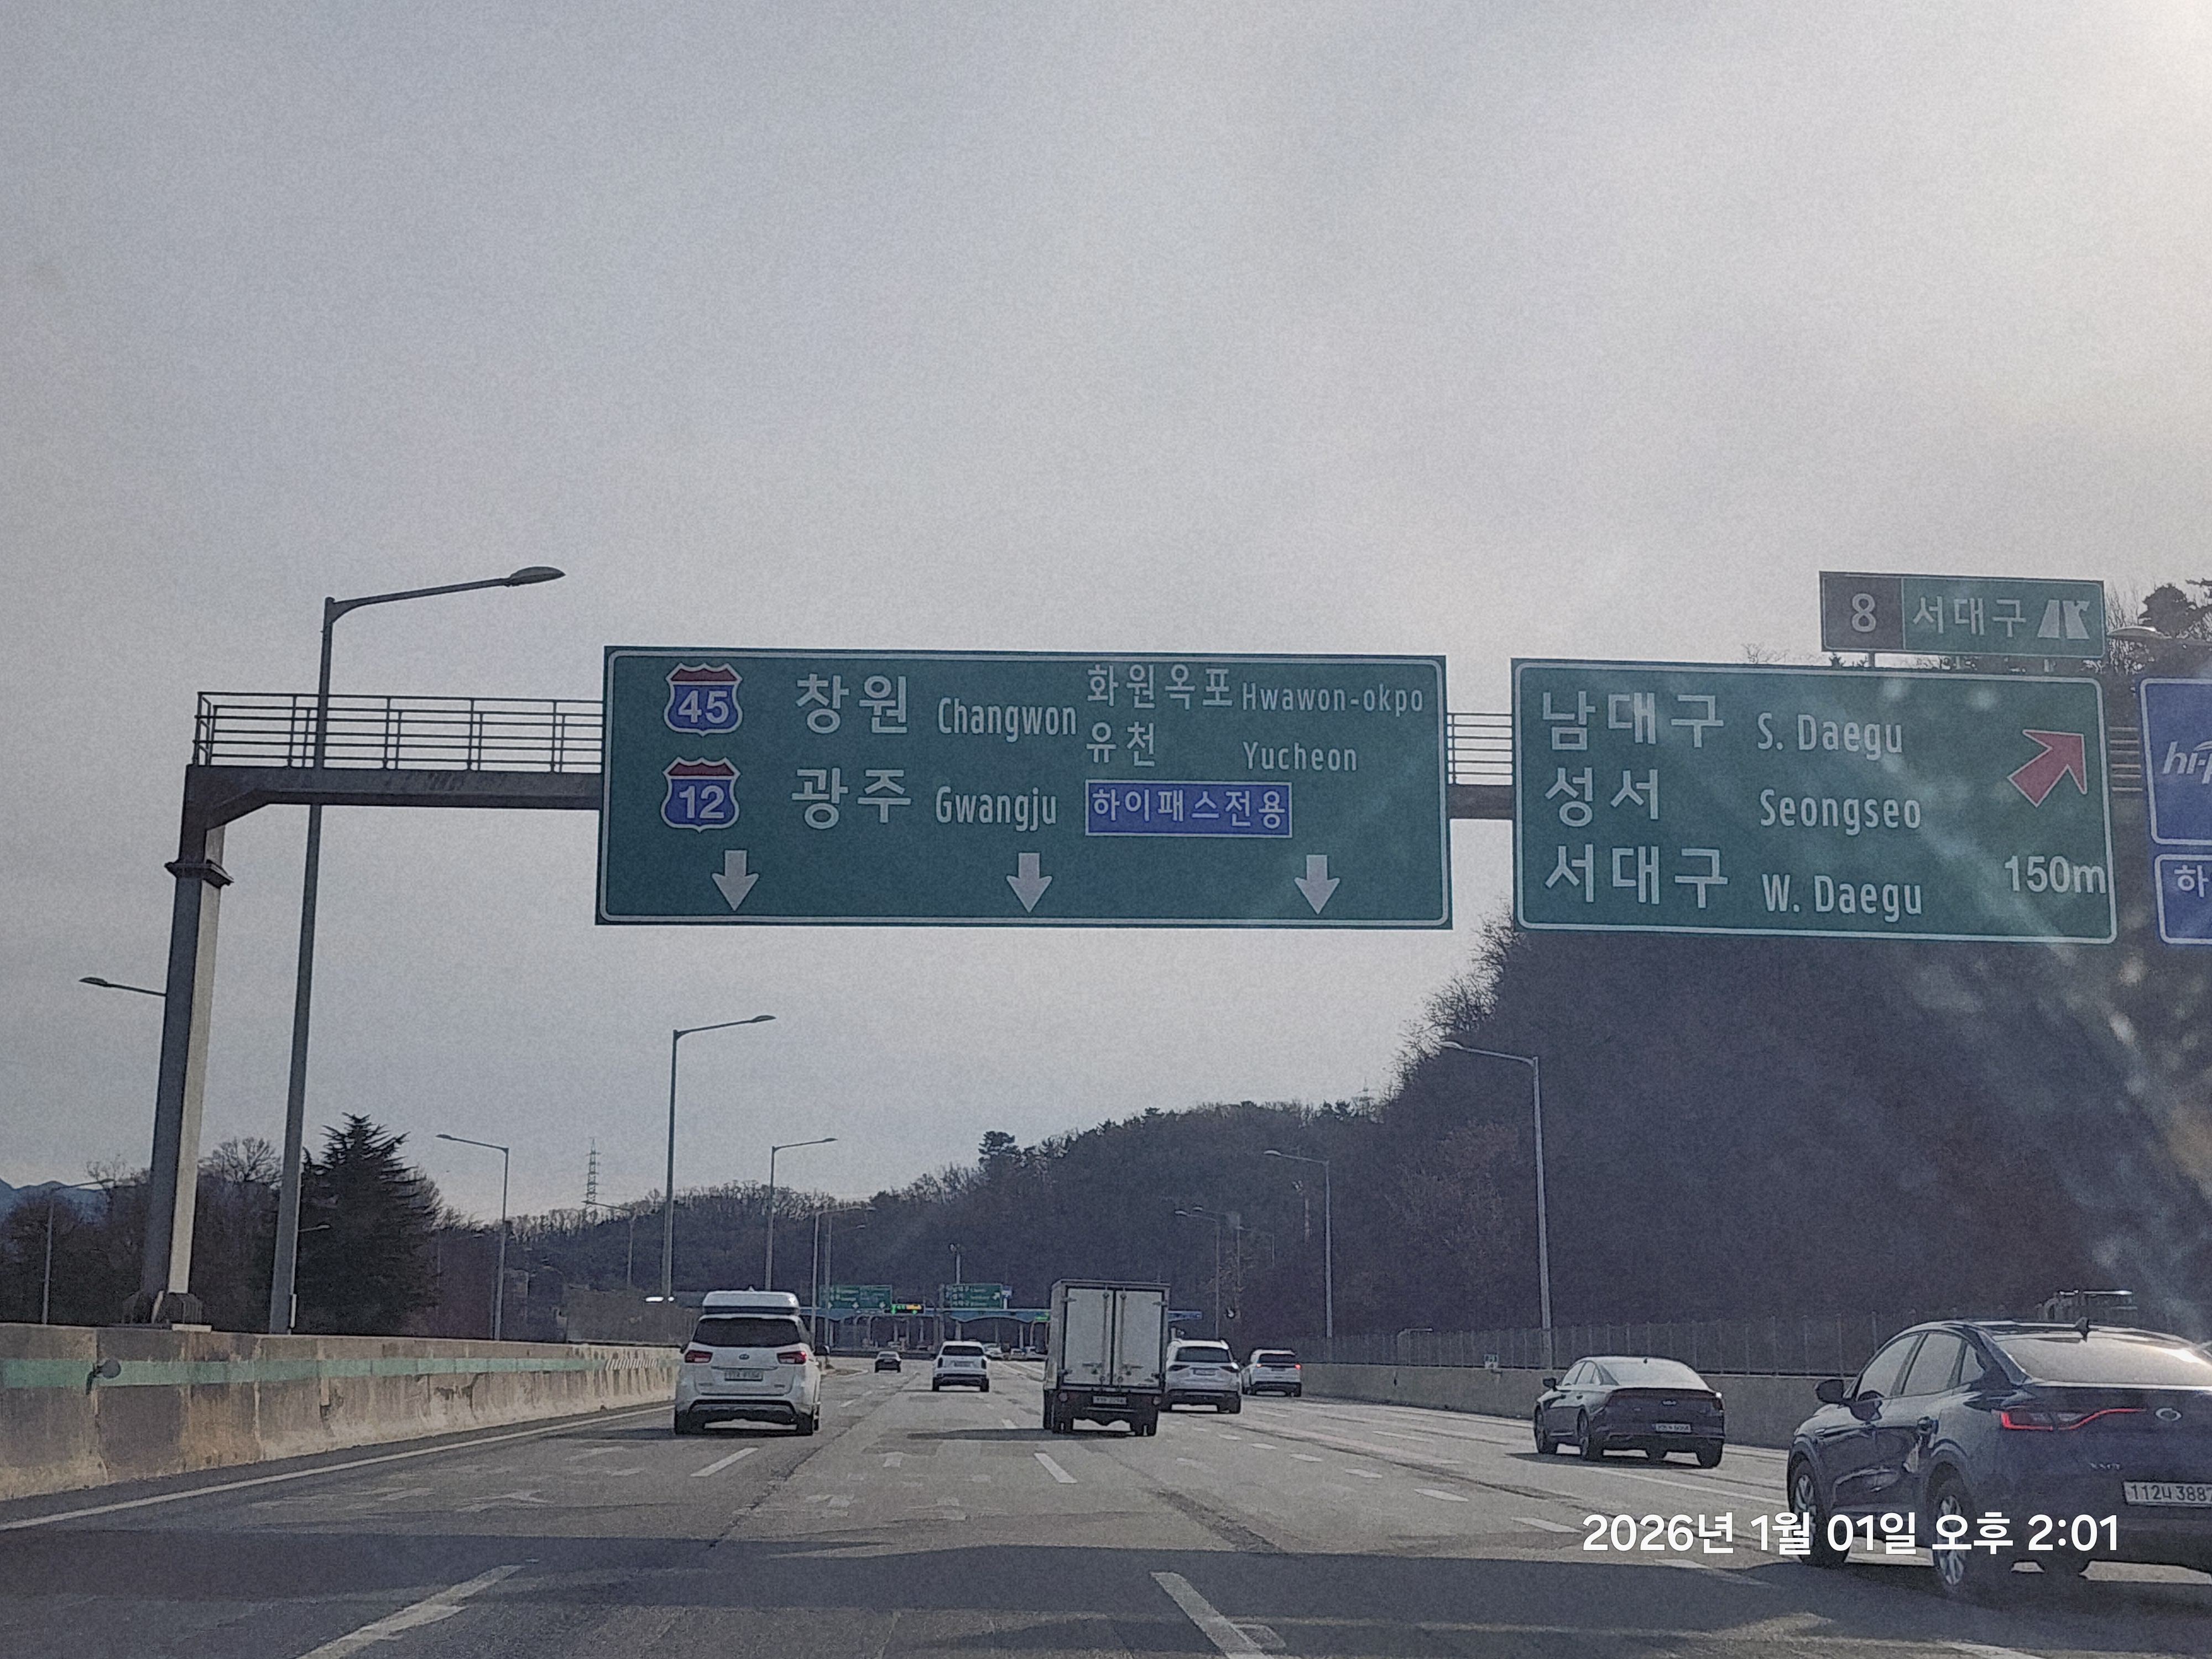 8 서대구
45 창원 Changwon 화원옥포 Hwawon-okpo
유천 Yucheon
12 광주 Gwangju 하이패스전용
남대구 S. Daegu
성서 Seongseo
서대구 W. Daegu 150m
하
2026년 1월 01일 오후 2:01